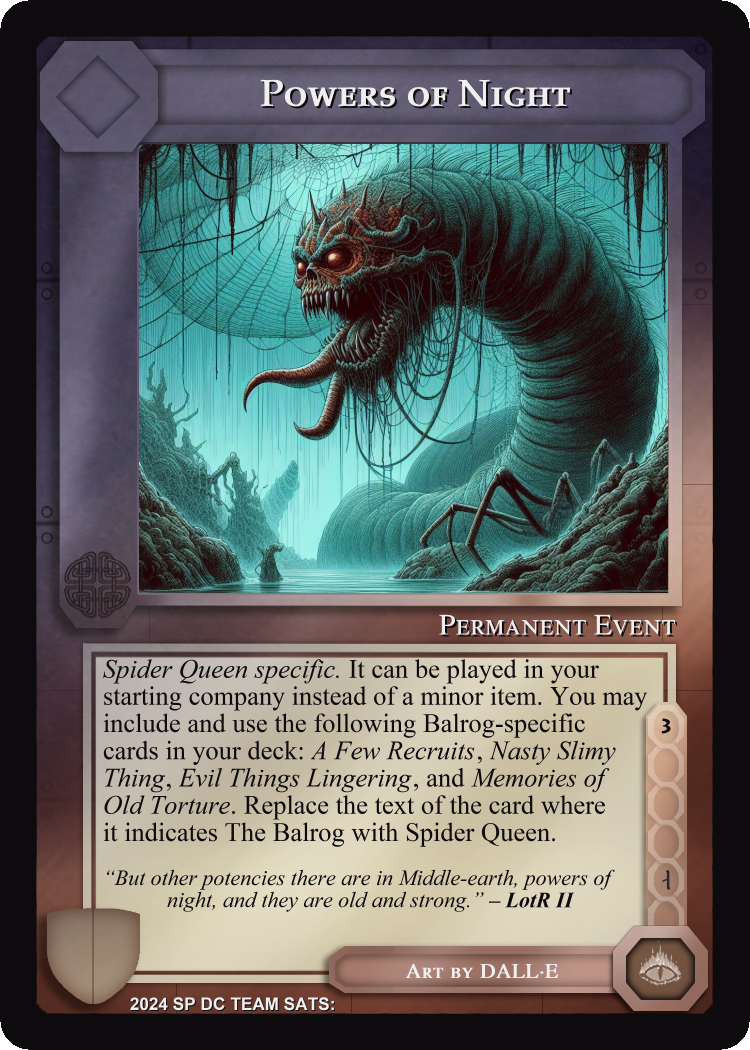 Powers of Night
Permanent Event
Spider Queen specific. It can be played in your
starting company instead of a minor item. You may
include and use the following Balrog-specific
cards in your deck: A Few Recruits, Nasty Slimy
Thing, Evil Things Lingering, and Memories of
Old Torture. Replace the text of the card where
it indicates The Balrog with Spider Queen.
3
“But other potencies there are in Middle-earth, powers of
night, and they are old and strong.” – LotR II
Art by DALL·E
2024 SP DC TEAM SATS: